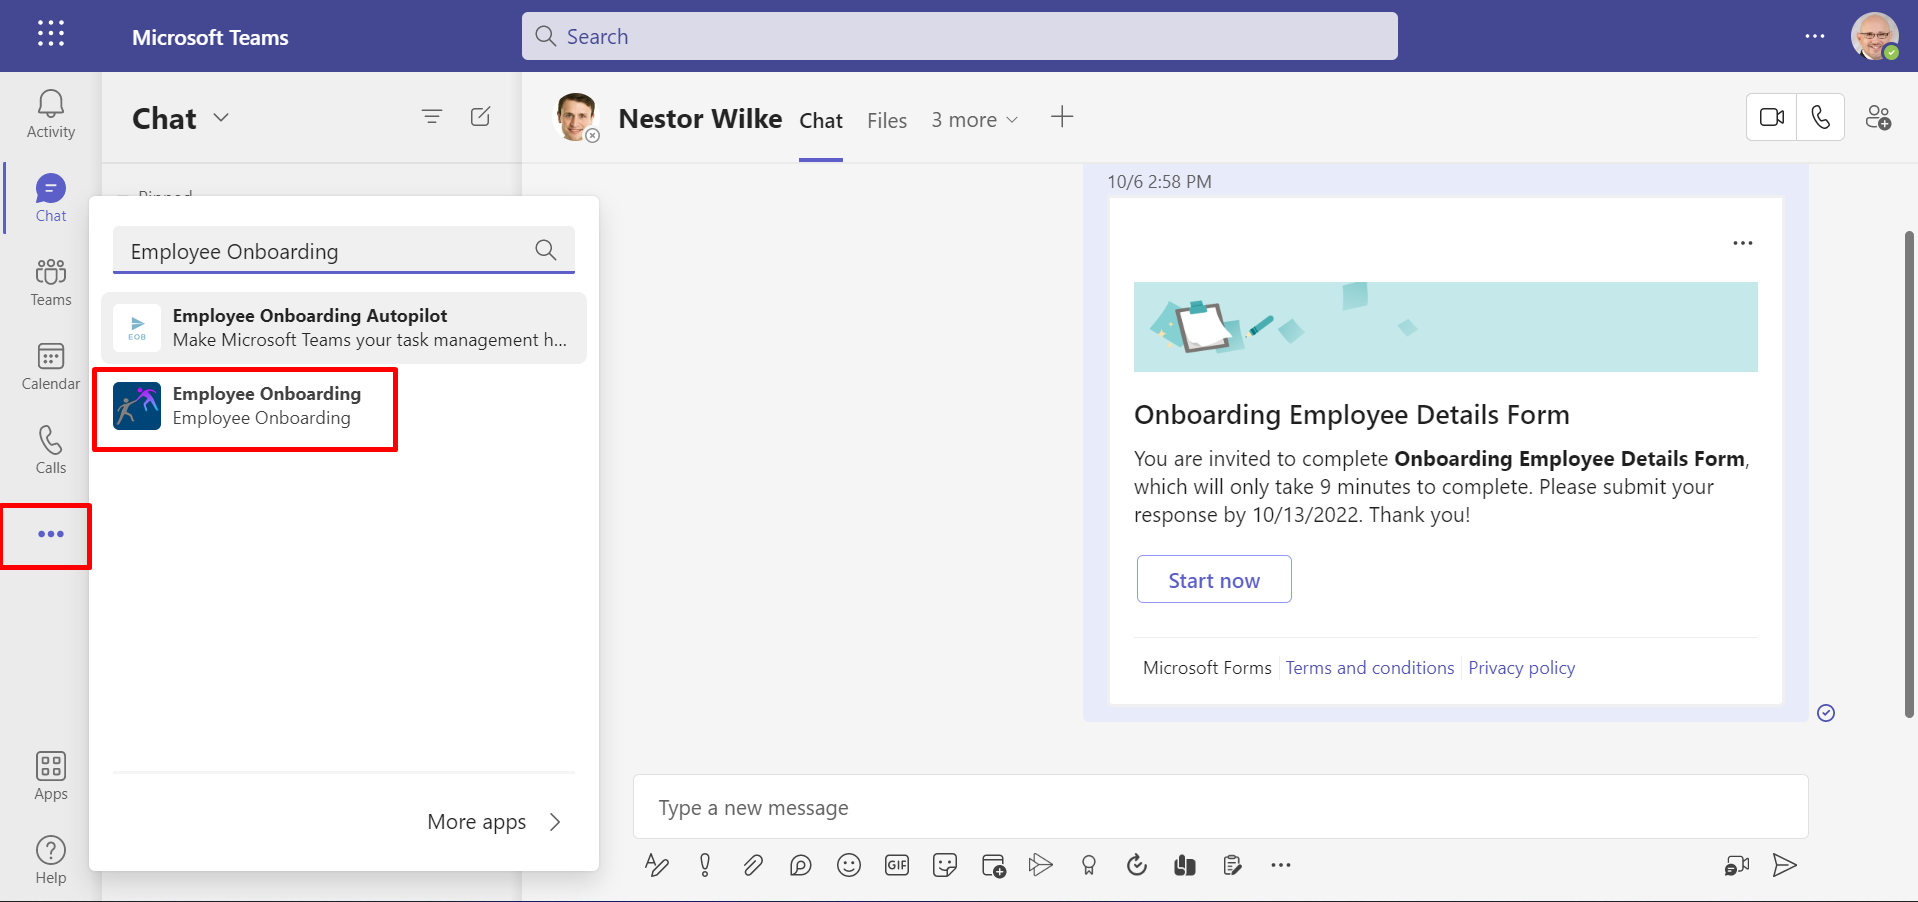 Microsoft Teams
Search
Activity
Chat
Teams
Calendar
Calls
Apps
Help
Chat
Pinned
Employee Onboarding
EOB
Employee Onboarding Autopilot
Make Microsoft Teams your task management h...
Employee Onboarding
Employee Onboarding
More apps
Nestor Wilke
Chat
Files
3 more
10/6 2:58 PM
Onboarding Employee Details Form
You are invited to complete Onboarding Employee Details Form,
which will only take 9 minutes to complete. Please submit your
response by 10/13/2022. Thank you!
Start now
Microsoft Forms
Terms and conditions
Privacy policy
Type a new message
GIF